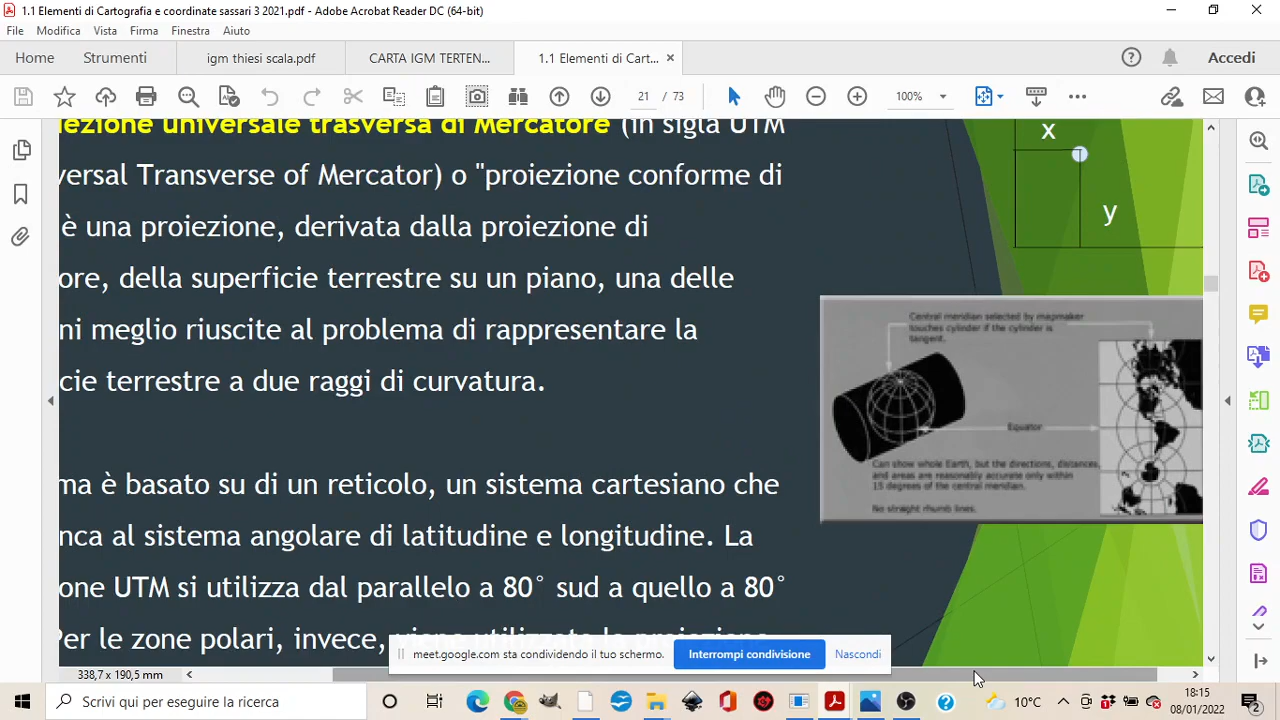 1.1 Elementi di Cartografia e coordinate sassari 3 2021.pdf - Adobe Acrobat Reader DC (64-bit)
File Modifica Vista Firma Finestra Aiuto
Home Strumenti igm thiesi scala.pdf CARTA IGM TERTEN... 1.1 Elementi di Cart... × Accedi
21 / 73 100%
iezione universale trasversa di Mercatore (in sigla UTM
versal Transverse of Mercator) o "proiezione conforme di
è una proiezione, derivata dalla proiezione di
ore, della superficie terrestre su un piano, una delle
ni meglio riuscite al problema di rappresentare la
cie terrestre a due raggi di curvatura.
ma è basato su di un reticolo, un sistema cartesiano che
nca al sistema angolare di latitudine e longitudine. La
one UTM si utilizza dal parallelo a 80° sud a quello a 80°
Per le zone polari, invece, viene utilizzata la proiezione
x
y
Central meridian selected by mapmaker
touches cylinder if the cylinder is
tangent.
Equator
Can show whole Earth, but the directions, distances,
and areas are reasonably accurate only within
15 degrees of the central meridian.
No straight rhumb lines.
meet.google.com sta condividendo il tuo schermo. Interrompi condivisione Nascondi
338,7 x 190,5 mm
Scrivi qui per eseguire la ricerca
10°C
18:13
08/01/2022
2